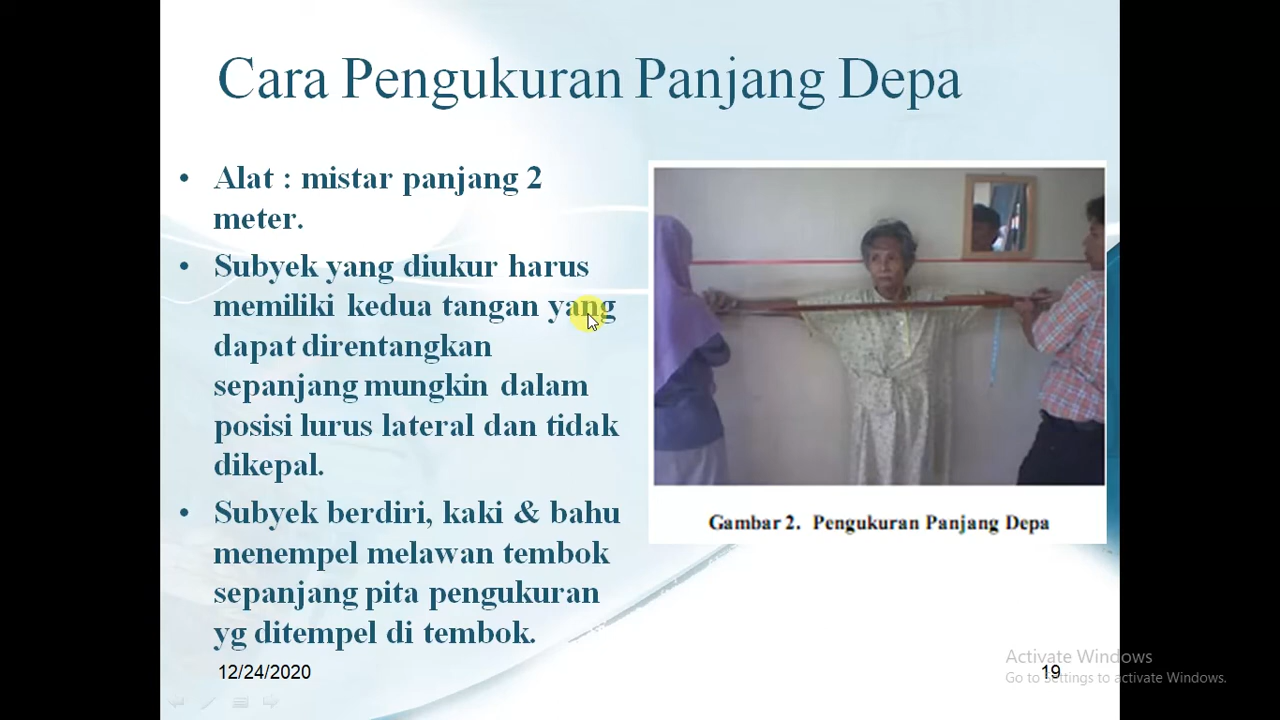 Cara Pengukuran Panjang Depa
• Alat : mistar panjang 2
meter.
• Subyek yang diukur harus
memiliki kedua tangan yang
dapat direntangkan
sepanjang mungkin dalam
posisi lurus lateral dan tidak
dikepal.
• Subyek berdiri, kaki & bahu
menempel melawan tembok
sepanjang pita pengukuran
yg ditempel di tembok.
Gambar 2. Pengukuran Panjang Depa
12/24/2020
19
Activate Windows
Go to Settings to activate Windows.